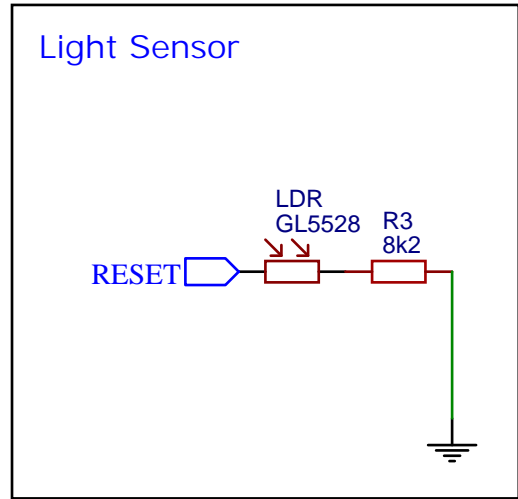 Light Sensor
LDR
GL5528
R3
8k2
RESET